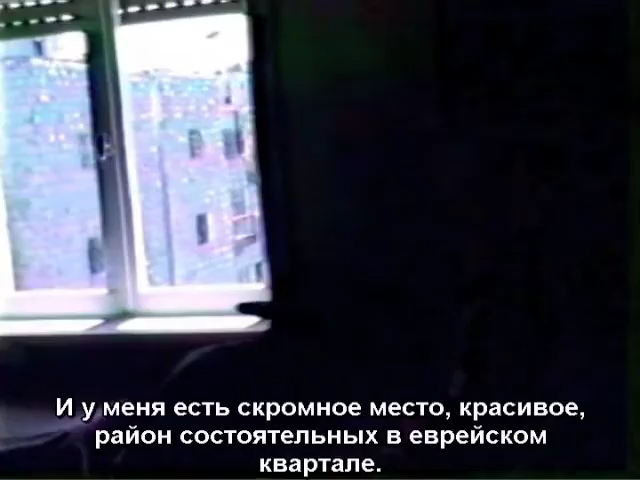 И у меня есть скромное место, красивое,
район состоятельных в еврейском
квартале.